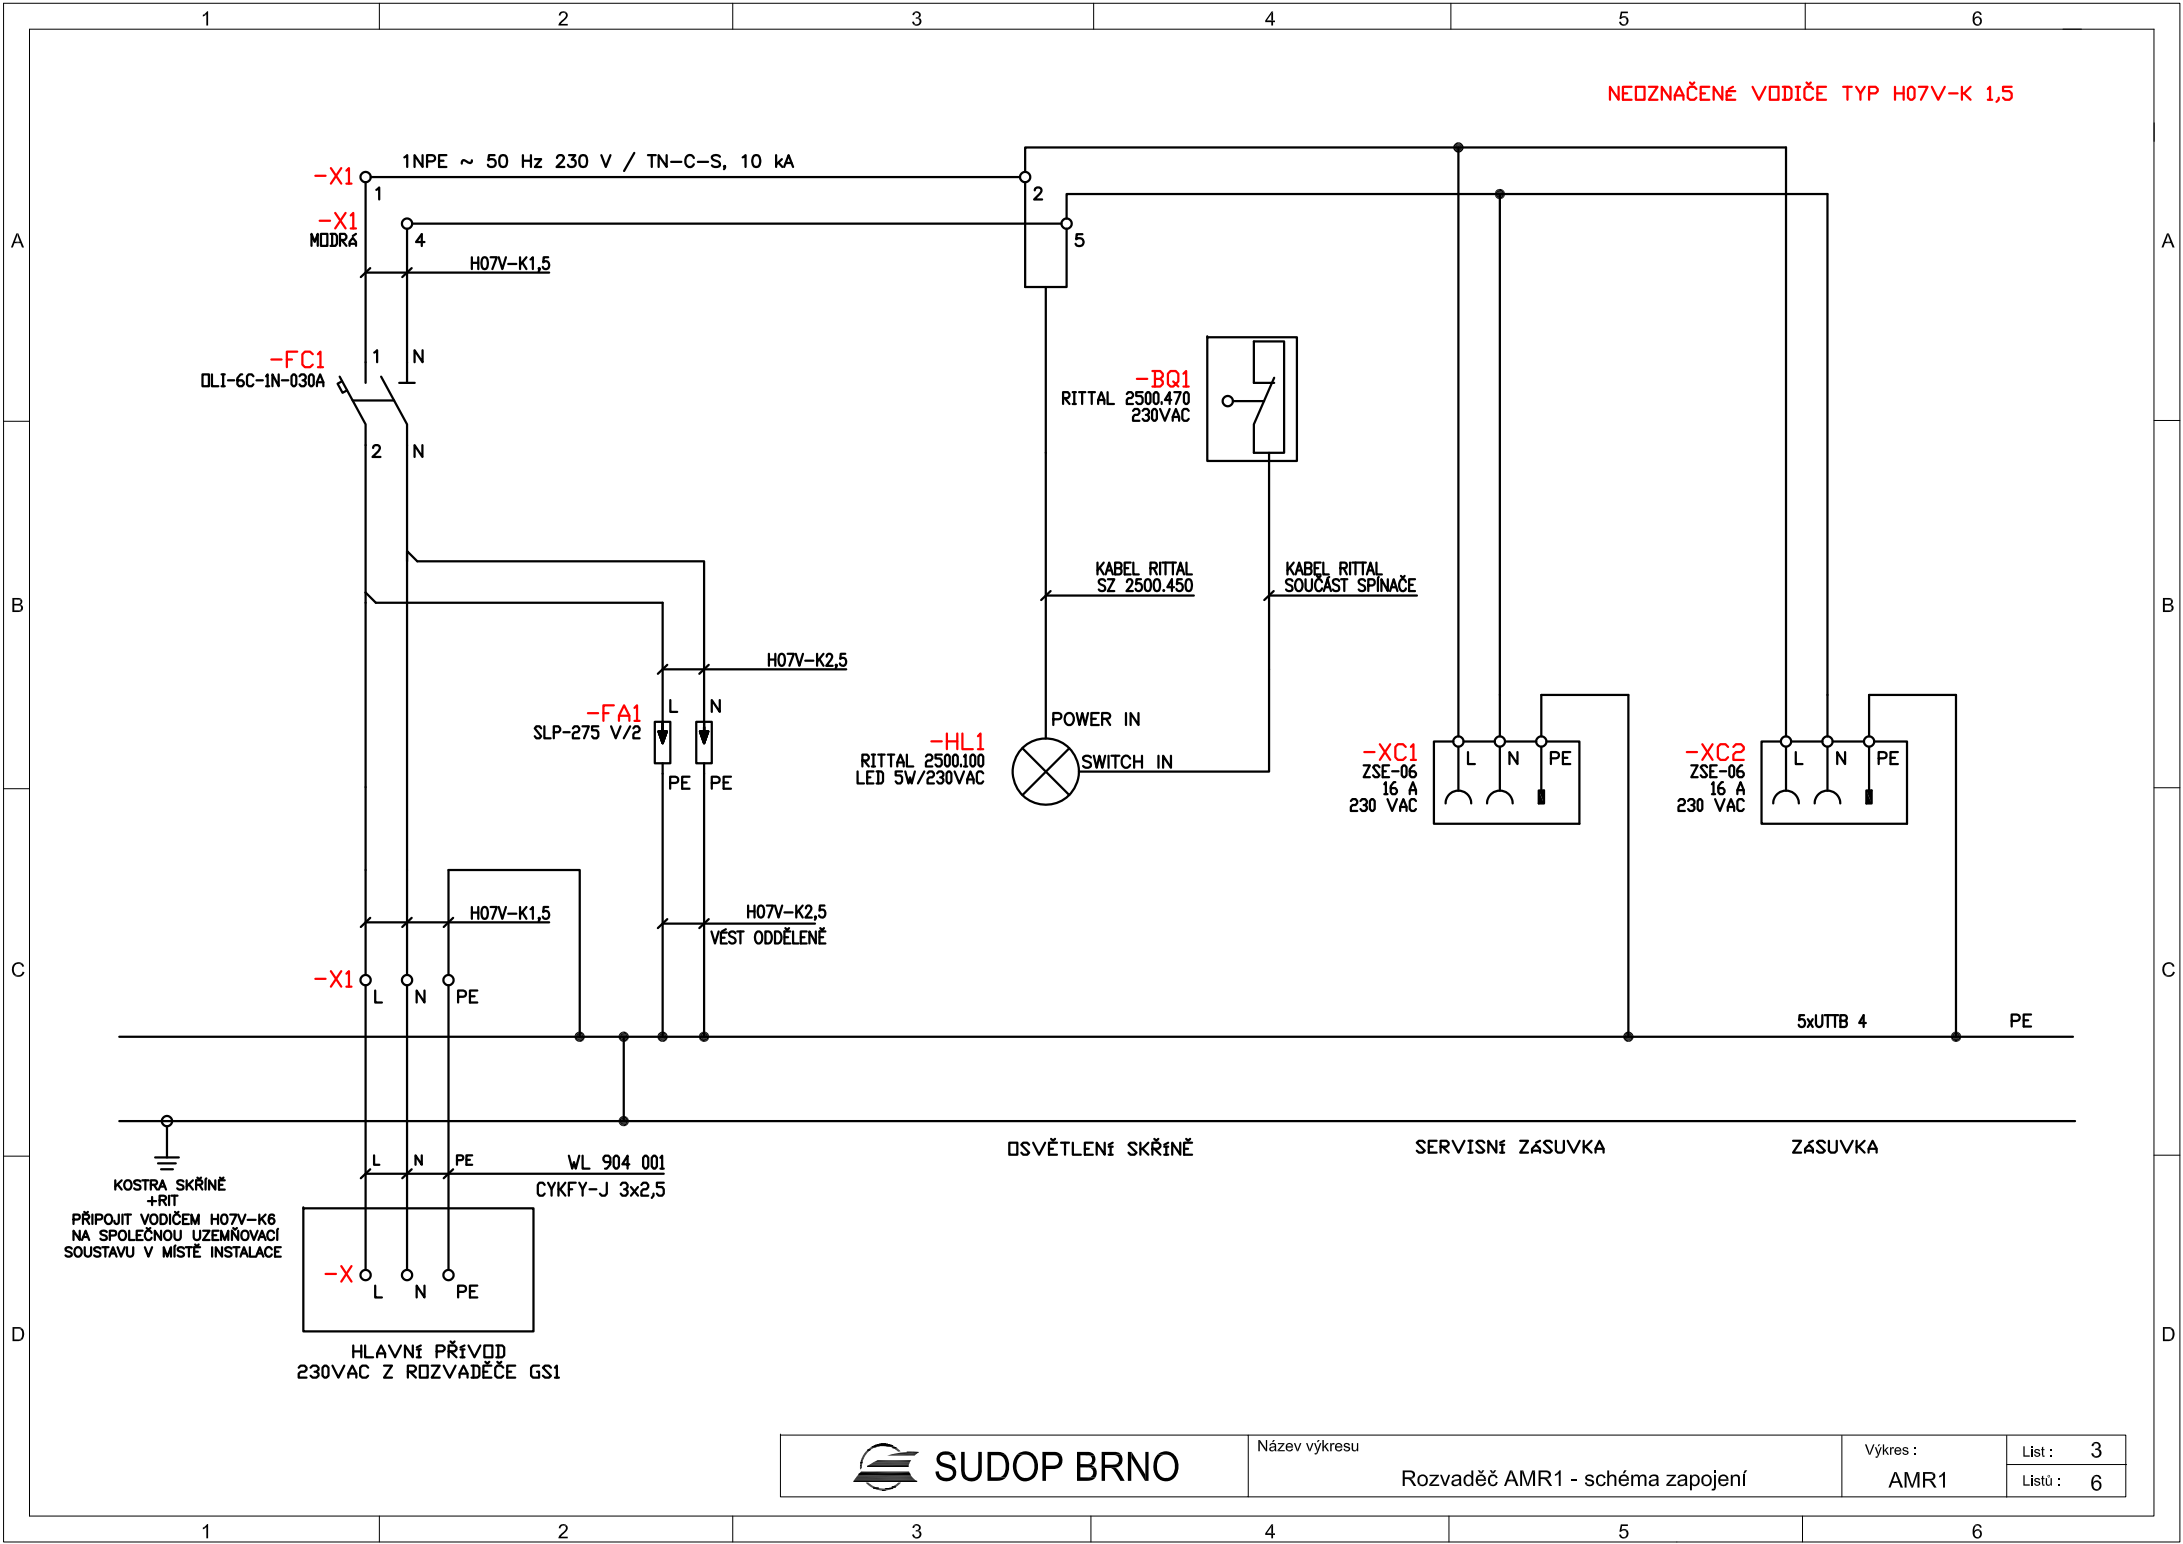 1 2 3 4 5 6
NEOZNAČENÉ VODIČE TYP H07V-K 1,5
1NPE ~ 50 Hz 230 V / TN-C-S, 10 kA
-X1
1
2
-X1
MODRÁ
4
5
A
A
H07V-K1,5
-FC1
OLI-6C-1N-030A
1 N
2 N
-BQ1
RITTAL 2500.470
230VAC
KABEL RITTAL
SZ 2500.450
KABEL RITTAL
SOUČÁST SPÍNAČE
B
B
H07V-K2,5
-FA1
SLP-275 V/2
L N
PE PE
POWER IN
-HL1
RITTAL 2500.100
LED 5W/230VAC
SWITCH IN
-XC1
ZSE-06
16 A
230 VAC
L N PE
-XC2
ZSE-06
16 A
230 VAC
L N PE
H07V-K1,5
H07V-K2,5
VÉST ODDĚLENĚ
C
C
-X1
L N PE
5xUTTB 4
PE
OSVĚTLENÍ SKŘÍNĚ
SERVISNÍ ZÁSUVKA
ZÁSUVKA
L N PE
WL 904 001
CYKFY-J 3x2,5
KOSTRA SKŘÍNĚ
+RIT
PŘIPOJIT VODIČEM H07V-K6
NA SPOLEČNOU UZEMŇOVACÍ
SOUSTAVU V MÍSTĚ INSTALACE
-X
L N PE
D
D
HLAVNÍ PŘÍVOD
230VAC Z ROZVADĚČE GS1
SUDOP BRNO
Název výkresu
Rozvaděč AMR1 - schéma zapojení
Výkres :
AMR1
List : 3
Listů : 6
1 2 3 4 5 6